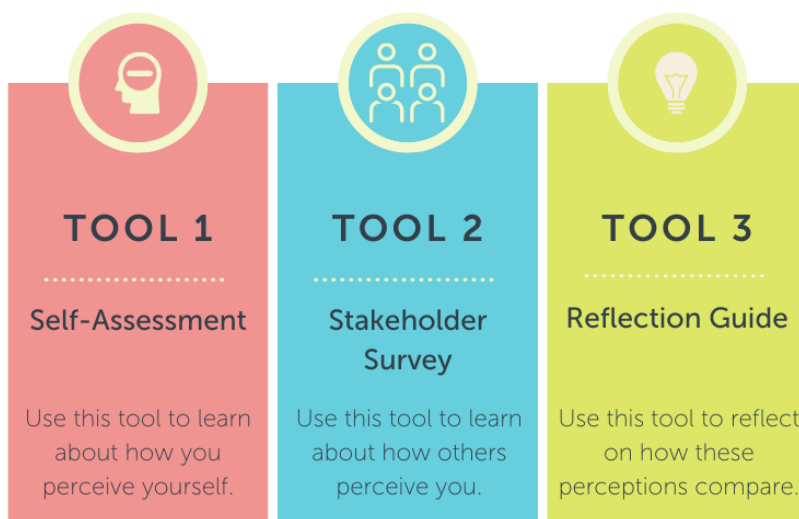 TOOL 1
Self-Assessment
Use this tool to learn
about how you
perceive yourself.
TOOL 2
Stakeholder
Survey
Use this tool to learn
about how others
perceive you.
TOOL 3
Reflection Guide
Use this tool to reflect
on how these
perceptions compare.